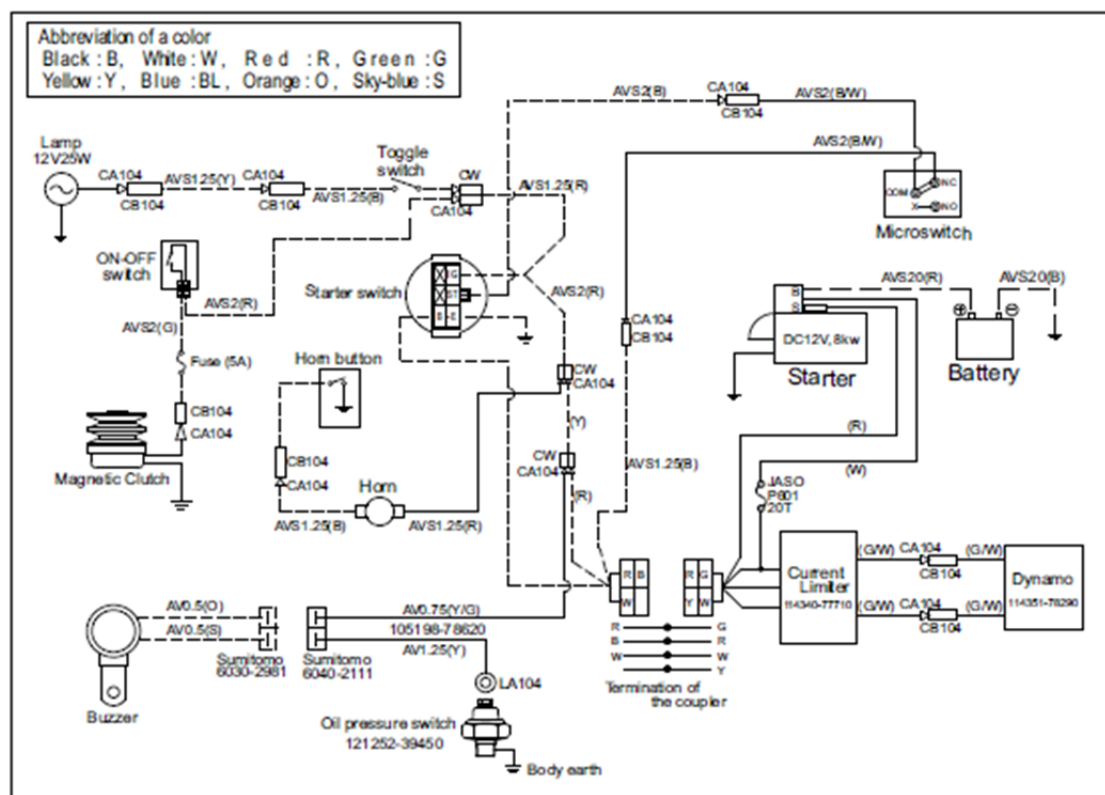 Abbreviation of a color
Black : B, White : W, Red : R, Green : G
Yellow : Y, Blue : BL, Orange : O, Sky-blue : S
Lamp
12V25W
CA104
CB104
AVS1.25(Y)
CA104
CB104
AVS1.25(B)
Toggle
switch
CW
CA104
AVS1.25(R)
AVS2(B)
CA104
CB104
AVS2(B/W)
AVS2(B/W)
COM
NC
NO
Microswitch
ON-OFF
switch
AVS2(R)
AVS2(G)
Fuse (5A)
CB104
CA104
Magnetic Clutch
Starter switch
IG
ST
B
E
AVS2(R)
CA104
CB104
B
S
DC12V, 8kw
Starter
AVS20(R)
AVS20(B)
⊕
⊖
Battery
Horn button
CB104
CA104
AVS1.25(B)
Horn
AVS1.25(R)
CW
CA104
(Y)
CW
CA104
(R)
AVS1.25(B)
(R)
(W)
JASO
P601
20T
R B
W
R G
Y W
Current
Limiter
114340-77710
(G/W)
CA104
CB104
(G/W)
(G/W)
CA104
CB104
(G/W)
Dynamo
114351-78290
R G
B R
W W
Y
Termination of
the coupler
AV0.5(O)
AV0.5(S)
Sumitomo
6030-2981
Sumitomo
6040-2111
AV0.75(Y/G)
105198-78620
AV1.25(Y)
Buzzer
LA104
Oil pressure switch
121252-39450
Body earth